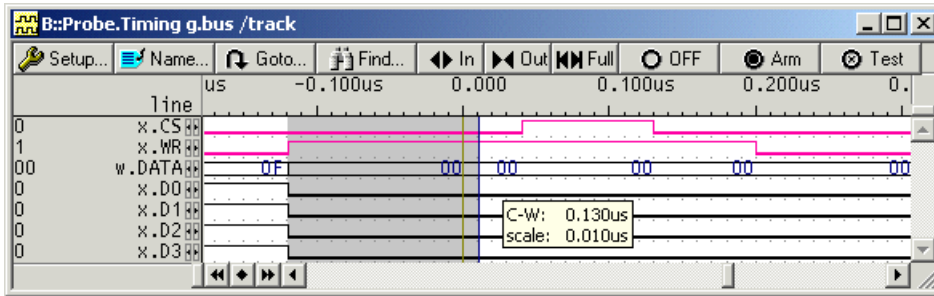 B::Probe.Timing g.bus /track
Setup... Name... Goto... Find... In Out Full OFF Arm Test
us -0.100us 0.000 0.100us 0.200us 0.
line
0 x.CS
1 x.WR
00 w.DATA 0F 00 00 00 00 00
0 x.D0
0 x.D1
0 x.D2
0 x.D3
C-W: 0.130us
scale: 0.010us